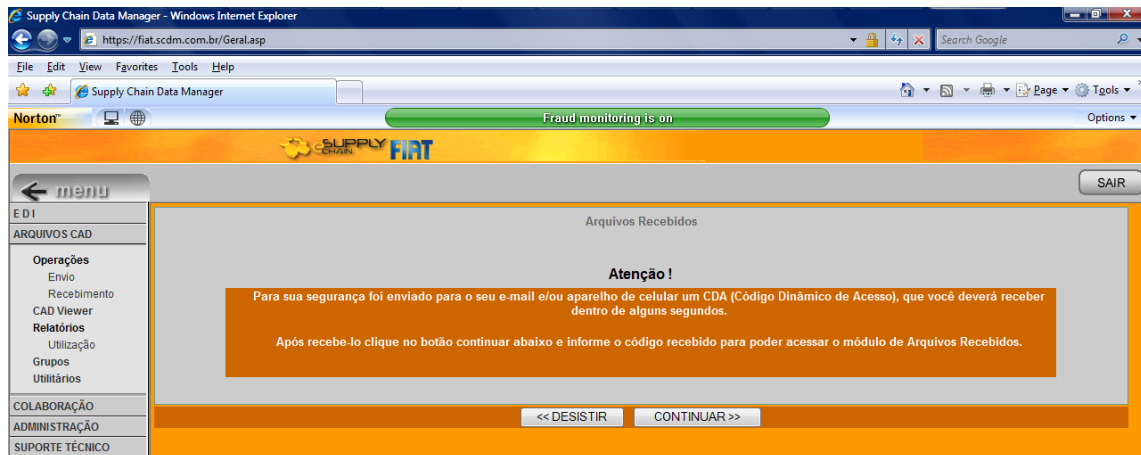 Supply Chain Data Manager - Windows Internet Explorer
https://fiat.scdm.com.br/Geral.asp
Search Google
File Edit View Favorites Tools Help
Supply Chain Data Manager
Page Tools
Norton™
Fraud monitoring is on
Options
SUPPLY CHAIN FIAT
menu
SAIR
EDI
ARQUIVOS CAD
Operações
Envio
Recebimento
CAD Viewer
Relatórios
Utilização
Grupos
Utilitários
COLABORAÇÃO
ADMINISTRAÇÃO
SUPORTE TÉCNICO
Arquivos Recebidos
Atenção !
Para sua segurança foi enviado para o seu e-mail e/ou aparelho de celular um CDA (Código Dinâmico de Acesso), que você deverá receber
dentro de alguns segundos.
Após recebe-lo clique no botão continuar abaixo e informe o código recebido para poder acessar o módulo de Arquivos Recebidos.
<< DESISTIR CONTINUAR >>